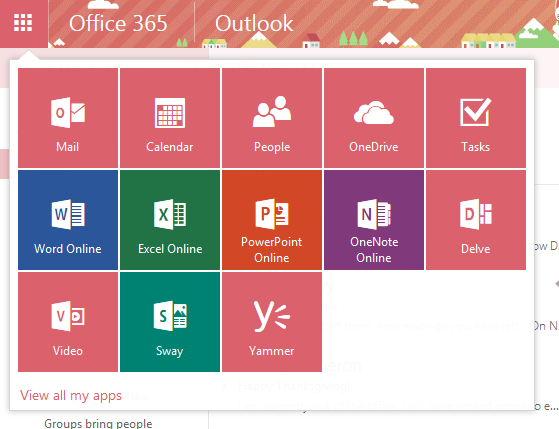 Office 365 Outlook
Mail Calendar People OneDrive Tasks
Word Online Excel Online PowerPoint Online OneNote Online Delve
Video Sway Yammer
View all my apps
Groups bring people